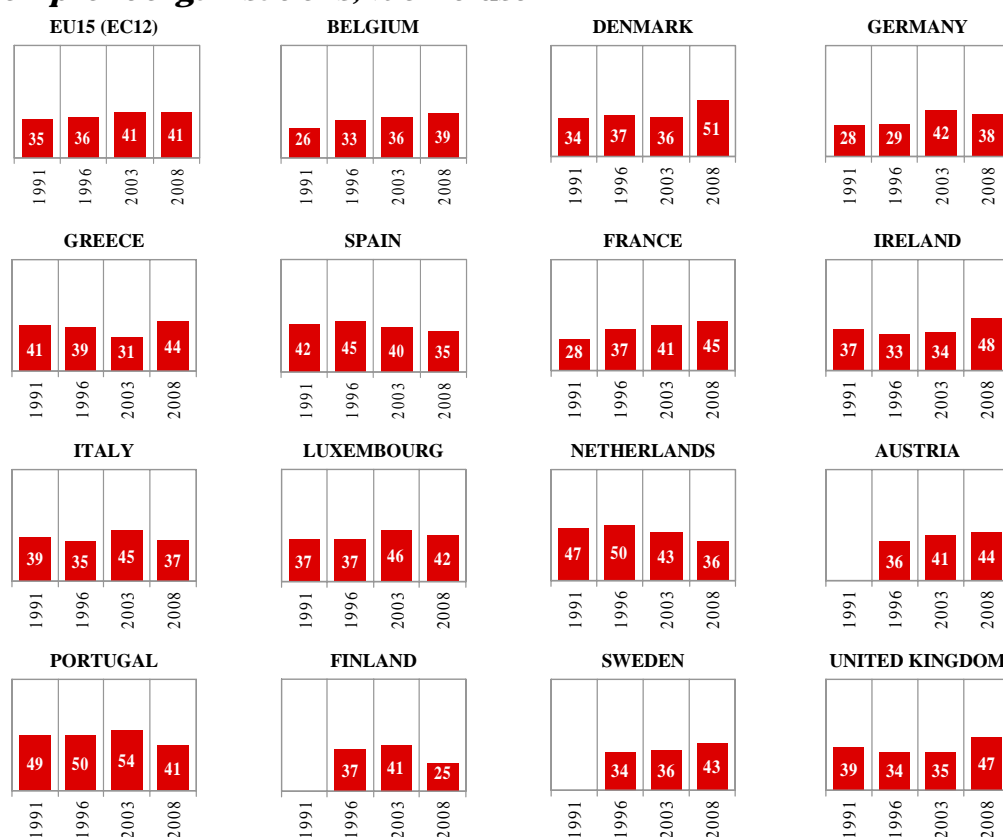 EU15 (EC12) BELGIUM DENMARK GERMANY
35 36 41 41 26 33 36 39 34 37 36 51 28 29 42 38
1991 1996 2003 2008 1991 1996 2003 2008 1991 1996 2003 2008 1991 1996 2003 2008
GREECE SPAIN FRANCE IRELAND
41 39 31 44 42 45 40 35 28 37 41 45 37 33 34 48
1991 1996 2003 2008 1991 1996 2003 2008 1991 1996 2003 2008 1991 1996 2003 2008
ITALY LUXEMBOURG NETHERLANDS AUSTRIA
39 35 45 37 37 37 46 42 47 50 43 36 36 41 44
1991 1996 2003 2008 1991 1996 2003 2008 1991 1996 2003 2008 1991 1996 2003 2008
PORTUGAL FINLAND SWEDEN UNITED KINGDOM
49 50 54 41 37 41 25 34 36 43 39 34 35 47
1991 1996 2003 2008 1991 1996 2003 2008 1991 1996 2003 2008 1991 1996 2003 2008